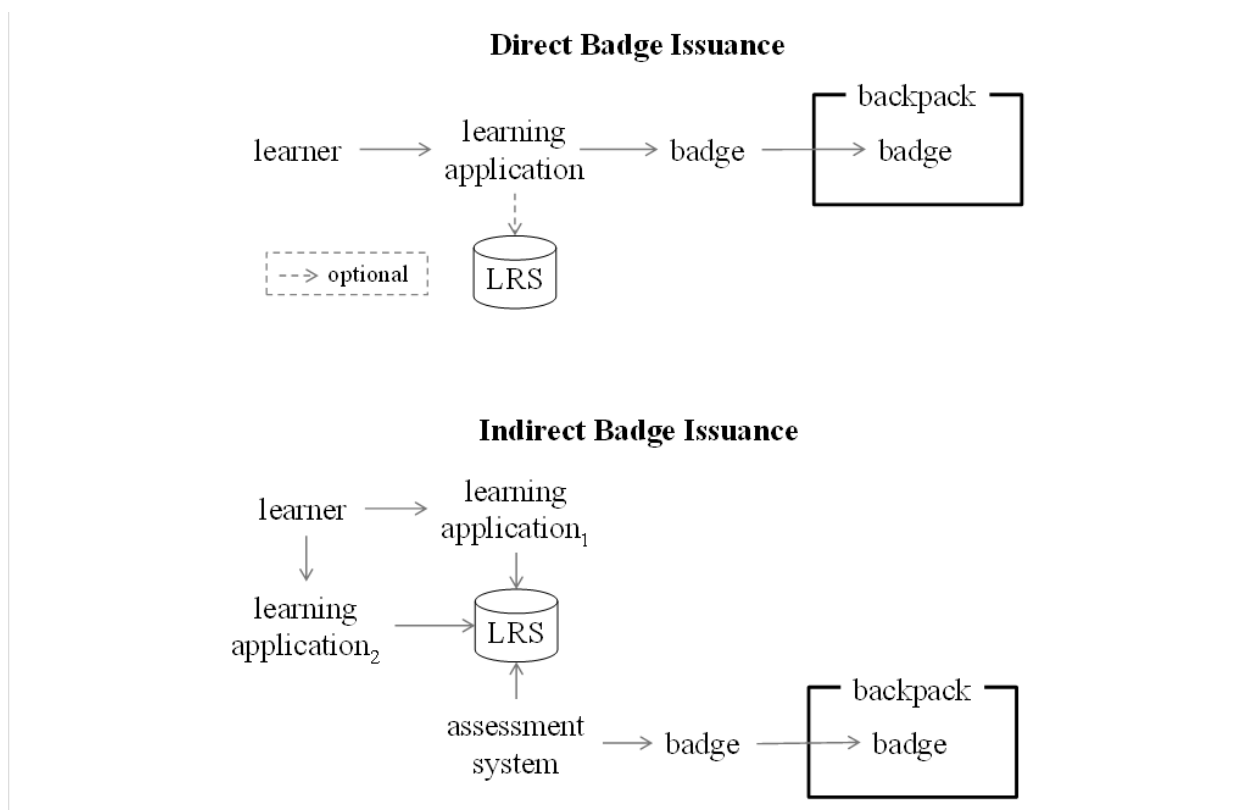 Direct Badge Issuance
backpack
learner
learning
application
badge
badge
LRS
optional
Indirect Badge Issuance
learner
learning
application₁
learning
application₂
LRS
backpack
assessment
system
badge
badge